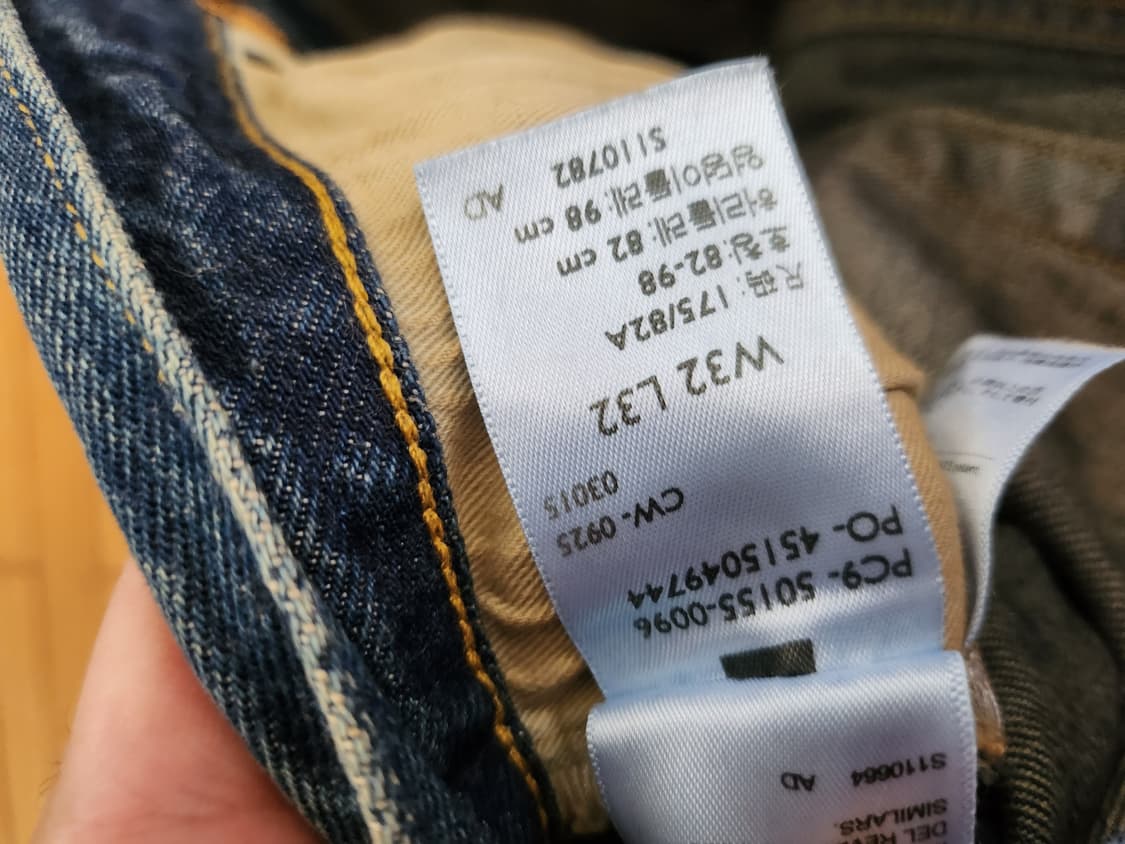 DEL
SIMILARS.
S110664 AD
PC9- 50155-0096
PO- 4515049744
CW- 0925
03015
W32 L32
尺码: 175/82A
호칭:82-98
허리둘레: 82 cm
엉덩이둘레: 98 cm
S110782 AD